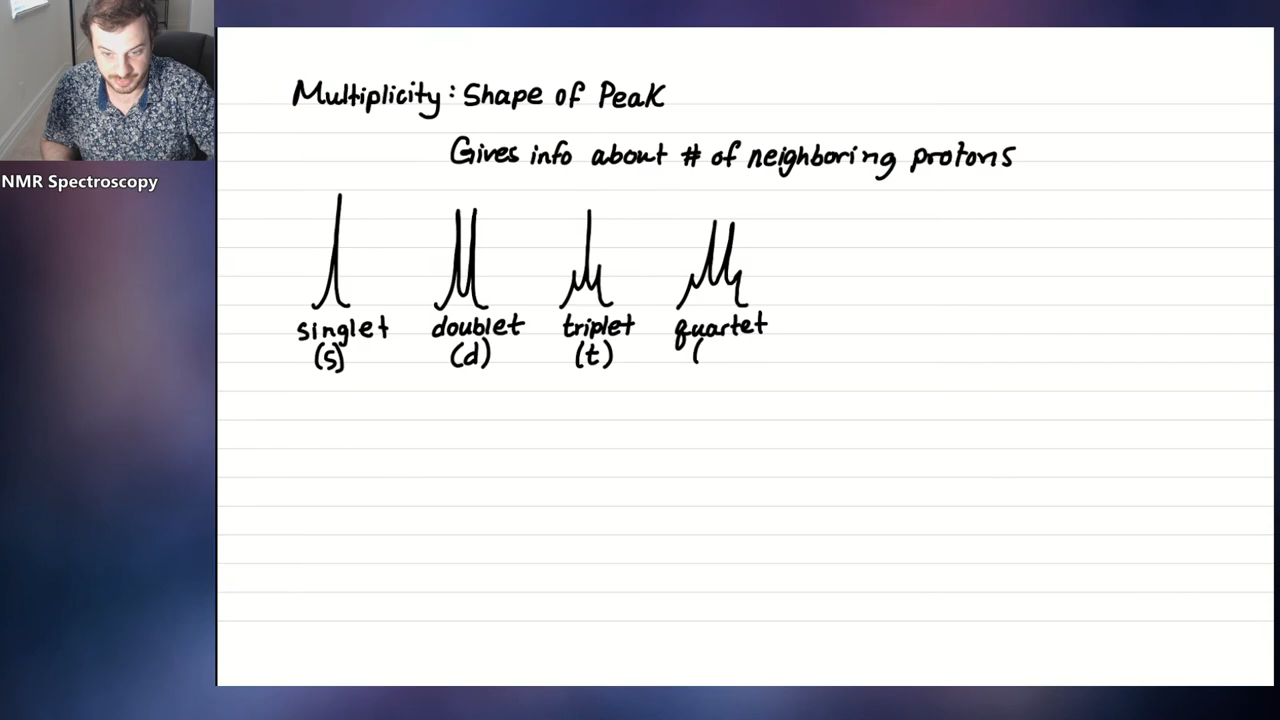 Multiplicity: Shape of Peak
Gives info about # of neighboring protons
NMR Spectroscopy
singlet doublet triplet quartet
(s) (d) (t) (